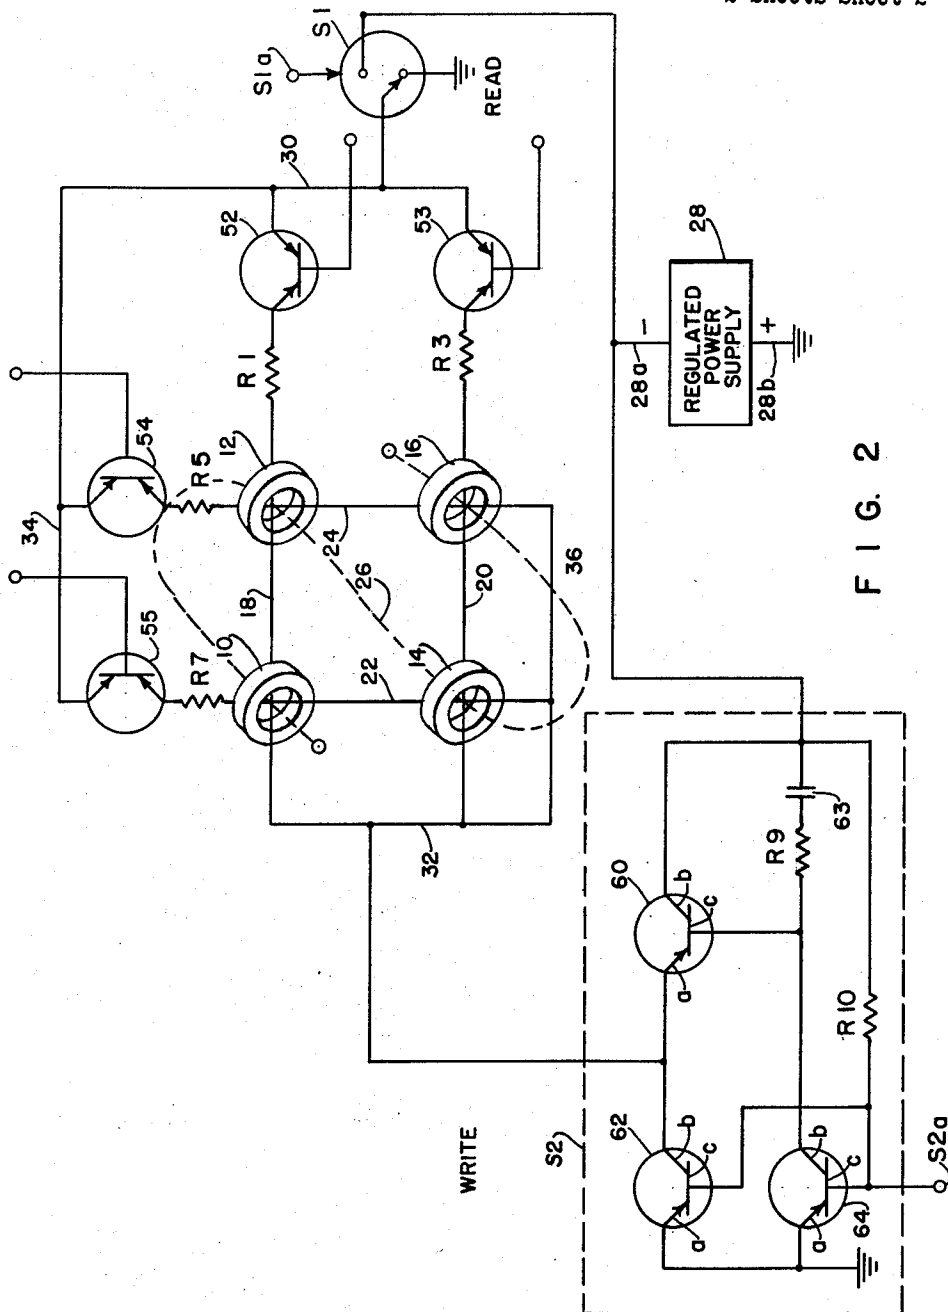 S1a
S1
READ
30
52
53
34
54
55
R1
R3
R5
R7
12
16
10
14
18
20
24
22
26
36
32
28a
−
28
REGULATED
POWER
SUPPLY
28b
+
FIG. 2
WRITE
S2
60
b
c
a
62
b
c
a
64
b
c
a
R9
63
R10
S2a